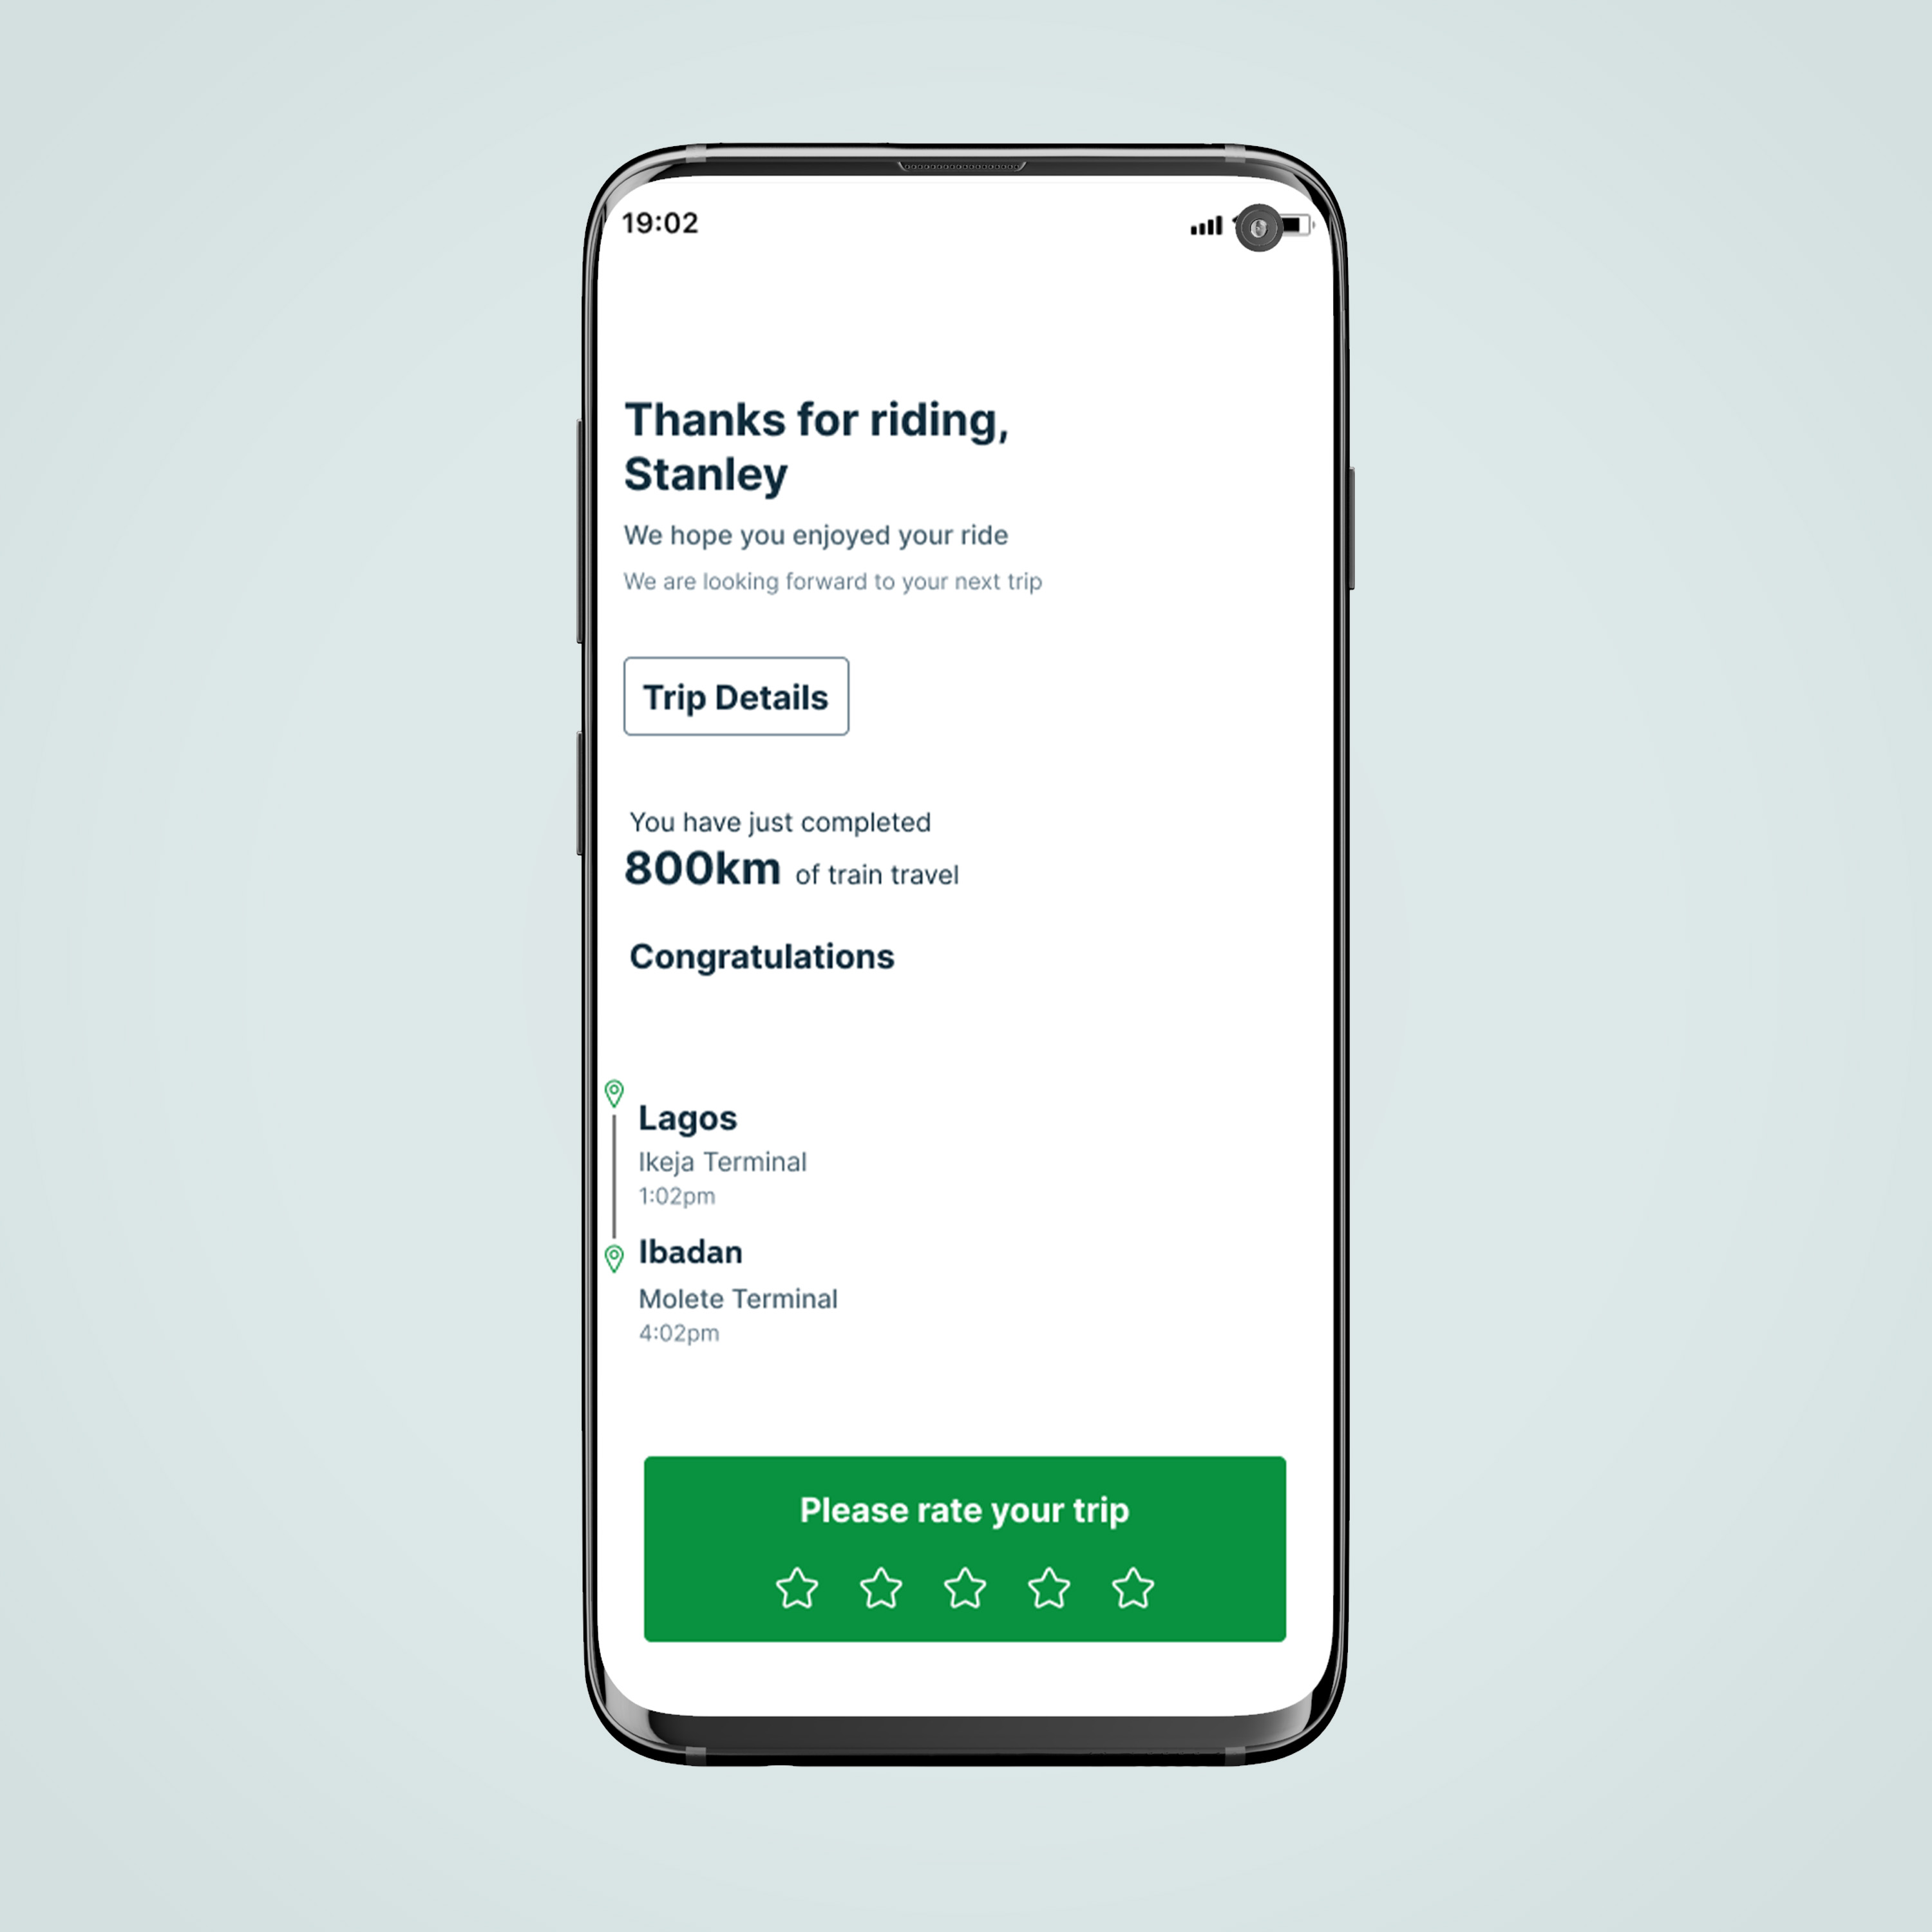 19:02
Thanks for riding,
Stanley
We hope you enjoyed your ride
We are looking forward to your next trip
Trip Details
You have just completed
800km of train travel
Congratulations
Lagos
Ikeja Terminal
1:02pm
Ibadan
Molete Terminal
4:02pm
Please rate your trip